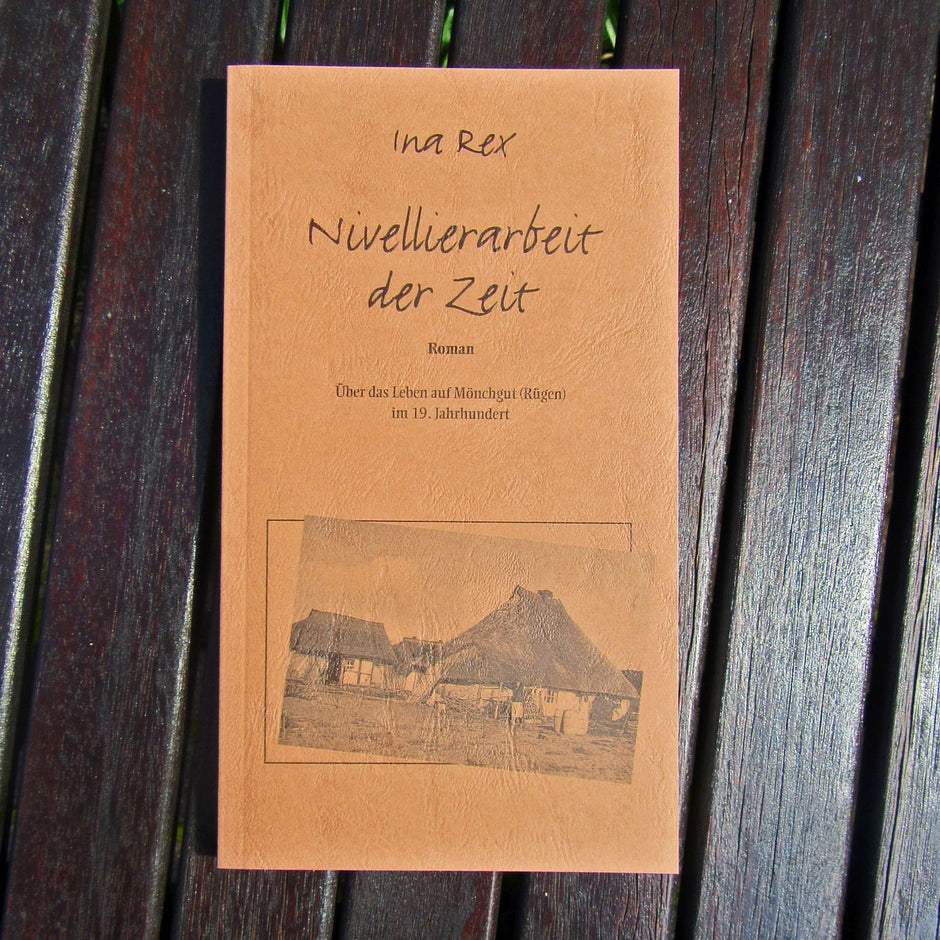 Ina Rex
Nivellierarbeit
der Zeit
Roman
Über das Leben auf Mönchgut (Rügen)
im 19. Jahrhundert